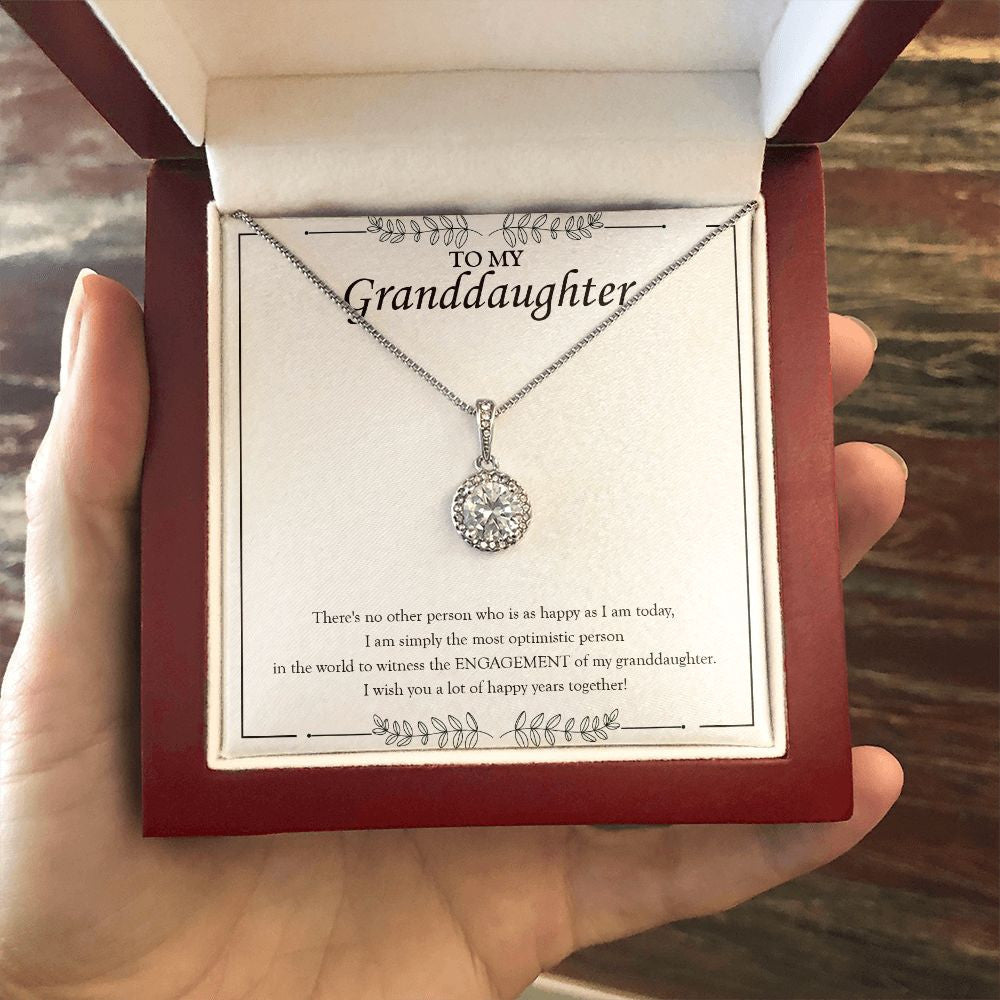 TO MY
Granddaughter
There's no other person who is as happy as I am today,
I am simply the most optimistic person
in the world to witness the ENGAGEMENT of my granddaughter.
I wish you a lot of happy years together!